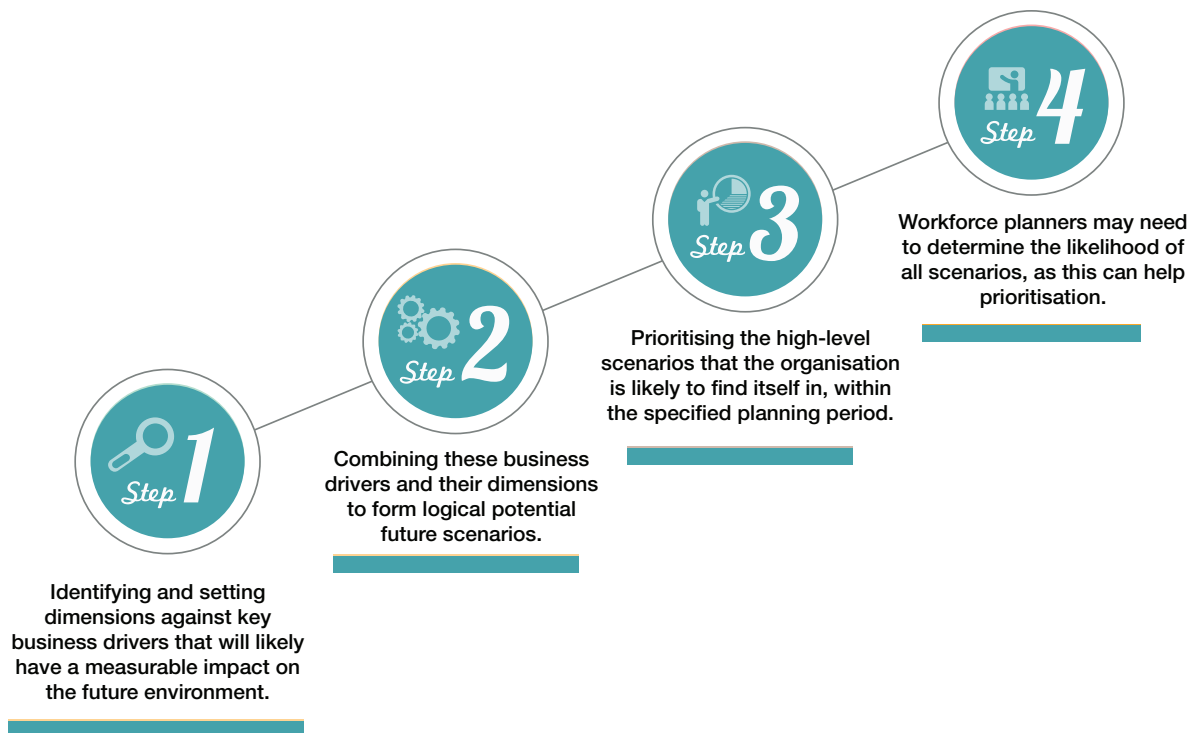 Step 1
Identifying and setting
dimensions against key
business drivers that will likely
have a measurable impact on
the future environment.
Step 2
Combining these business
drivers and their dimensions
to form logical potential
future scenarios.
Step 3
Prioritising the high-level
scenarios that the organisation
is likely to find itself in, within
the specified planning period.
Step 4
Workforce planners may need
to determine the likelihood of
all scenarios, as this can help
prioritisation.